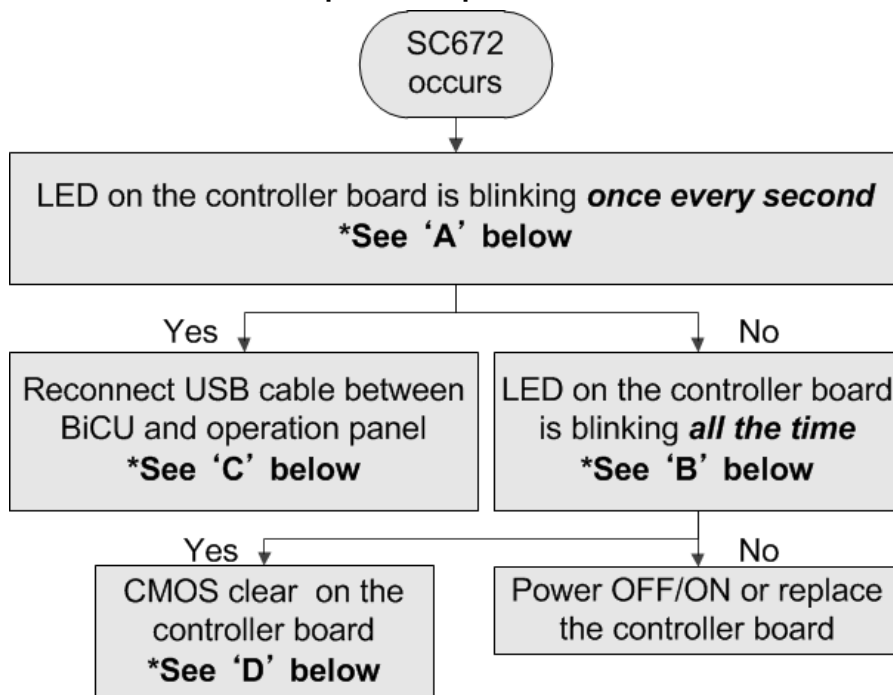 SC672
occurs
LED on the controller board is blinking once every second
*See ‘A’ below
Yes
No
Reconnect USB cable between
BiCU and operation panel
*See ‘C’ below
LED on the controller board
is blinking all the time
*See ‘B’ below
Yes
No
CMOS clear on the
controller board
*See ‘D’ below
Power OFF/ON or replace
the controller board